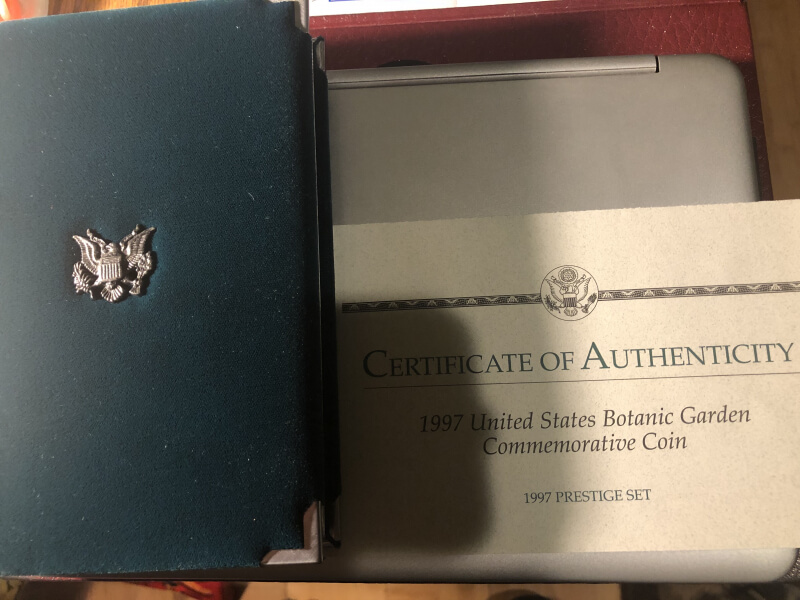 CERTIFICATE OF AUTHENTICITY
1997 United States Botanic Garden
Commemorative Coin
1997 PRESTIGE SET